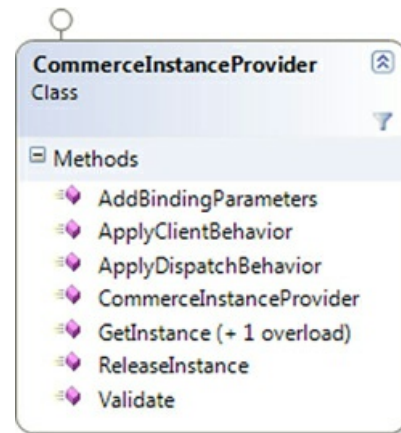 CommerceInstanceProvider
Class
Methods
AddBindingParameters
ApplyClientBehavior
ApplyDispatchBehavior
CommerceInstanceProvider
GetInstance (+ 1 overload)
ReleaseInstance
Validate